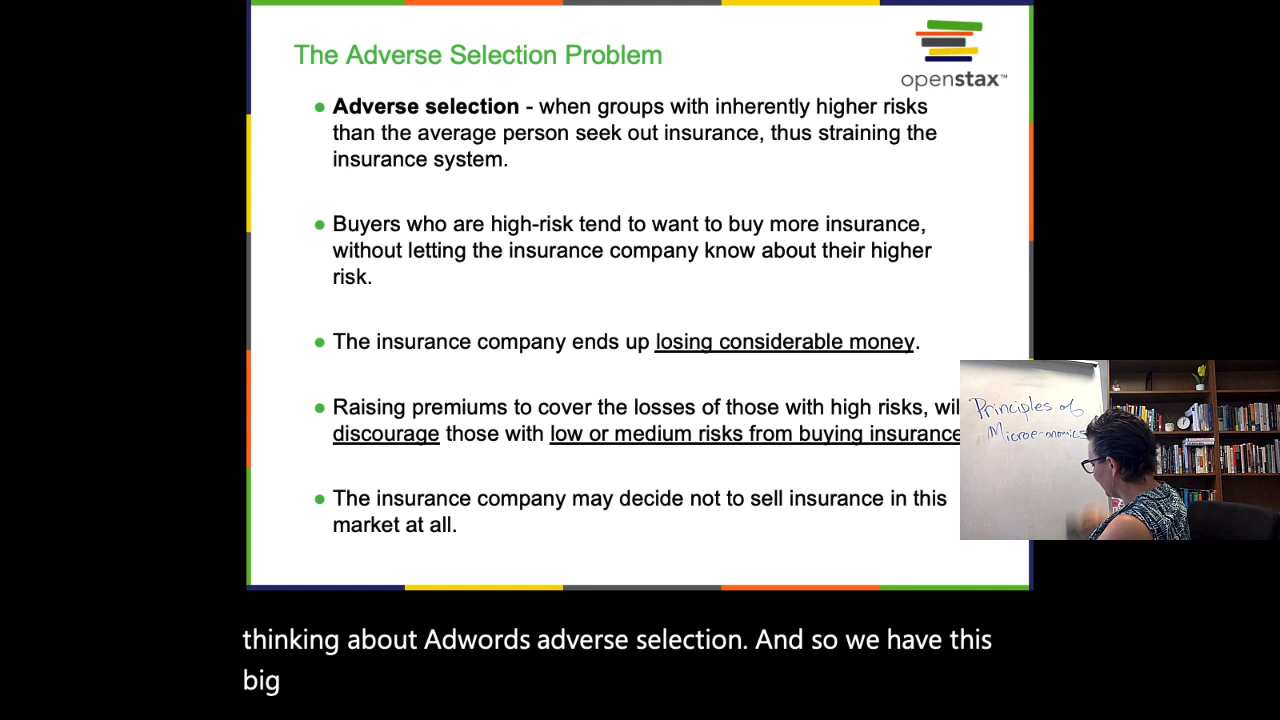 The Adverse Selection Problem
openstax™
● Adverse selection - when groups with inherently higher risks
than the average person seek out insurance, thus straining the
insurance system.
● Buyers who are high-risk tend to want to buy more insurance,
without letting the insurance company know about their higher
risk.
● The insurance company ends up losing considerable money.
● Raising premiums to cover the losses of those with high risks, wil
discourage those with low or medium risks from buying insurance
● The insurance company may decide not to sell insurance in this
market at all.
Principles of
Microe-onomics
thinking about Adwords adverse selection. And so we have this
big